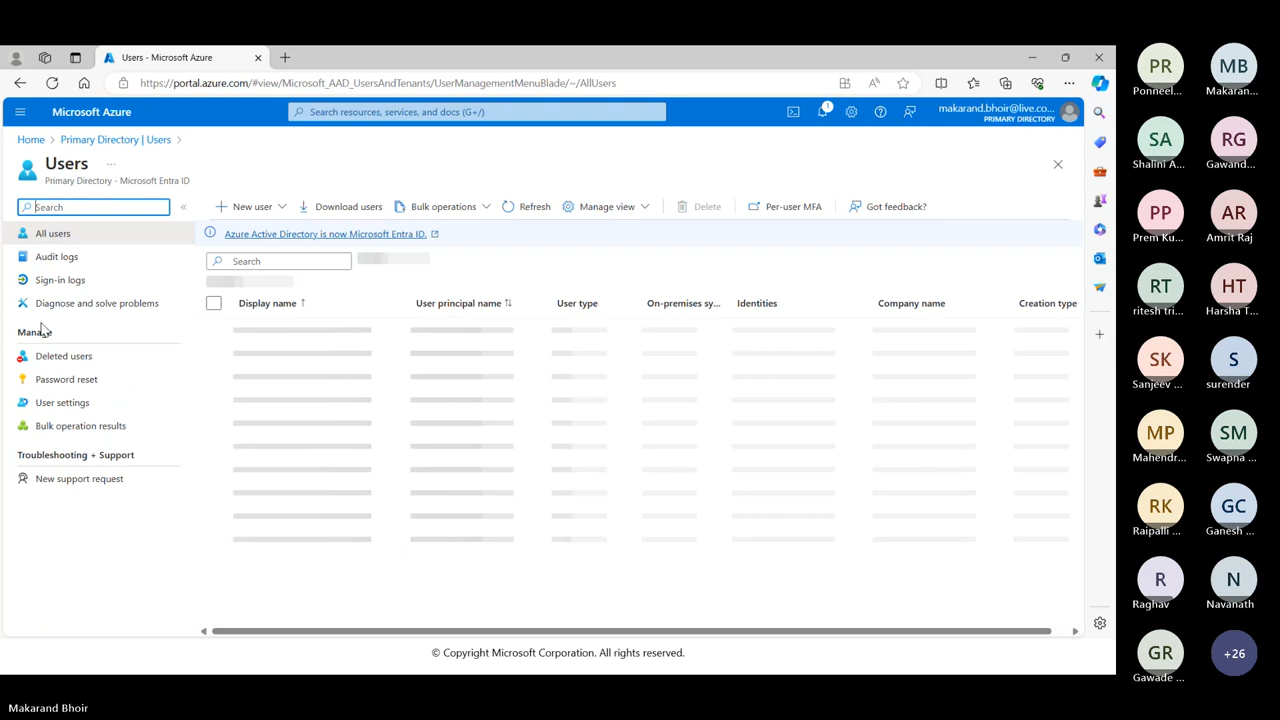 Users - Microsoft Azure
https://portal.azure.com/#view/Microsoft_AAD_UsersAndTenants/UserManagementMenuBlade/~/AllUsers
Microsoft Azure
Search resources, services, and docs (G+/)
1
makarand.bhoir@live.co...
PRIMARY DIRECTORY
Home > Primary Directory | Users >
Users ...
Primary Directory - Microsoft Entra ID
Search
New user
Download users
Bulk operations
Refresh
Manage view
Delete
Per-user MFA
Got feedback?
All users
Audit logs
Sign-in logs
Diagnose and solve problems
Manage
Deleted users
Password reset
User settings
Bulk operation results
Troubleshooting + Support
New support request
Azure Active Directory is now Microsoft Entra ID.
Search
Display name ↑ User principal name ↑↓ User type On-premises sy... Identities Company name Creation type
© Copyright Microsoft Corporation. All rights reserved.
PR MB
Ponneel... Makaran...
SA RG
Shalini A... Gawand...
PP AR
Prem Ku... Amrit Raj
RT HT
ritesh tri... Harsha T...
SK S
Sanjeev ... surender
MP SM
Mahendr... Swapna ...
RK GC
Raipalli ... Ganesh ...
R N
Raghav Navanath
GR +26
Gawade ...
Makarand Bhoir